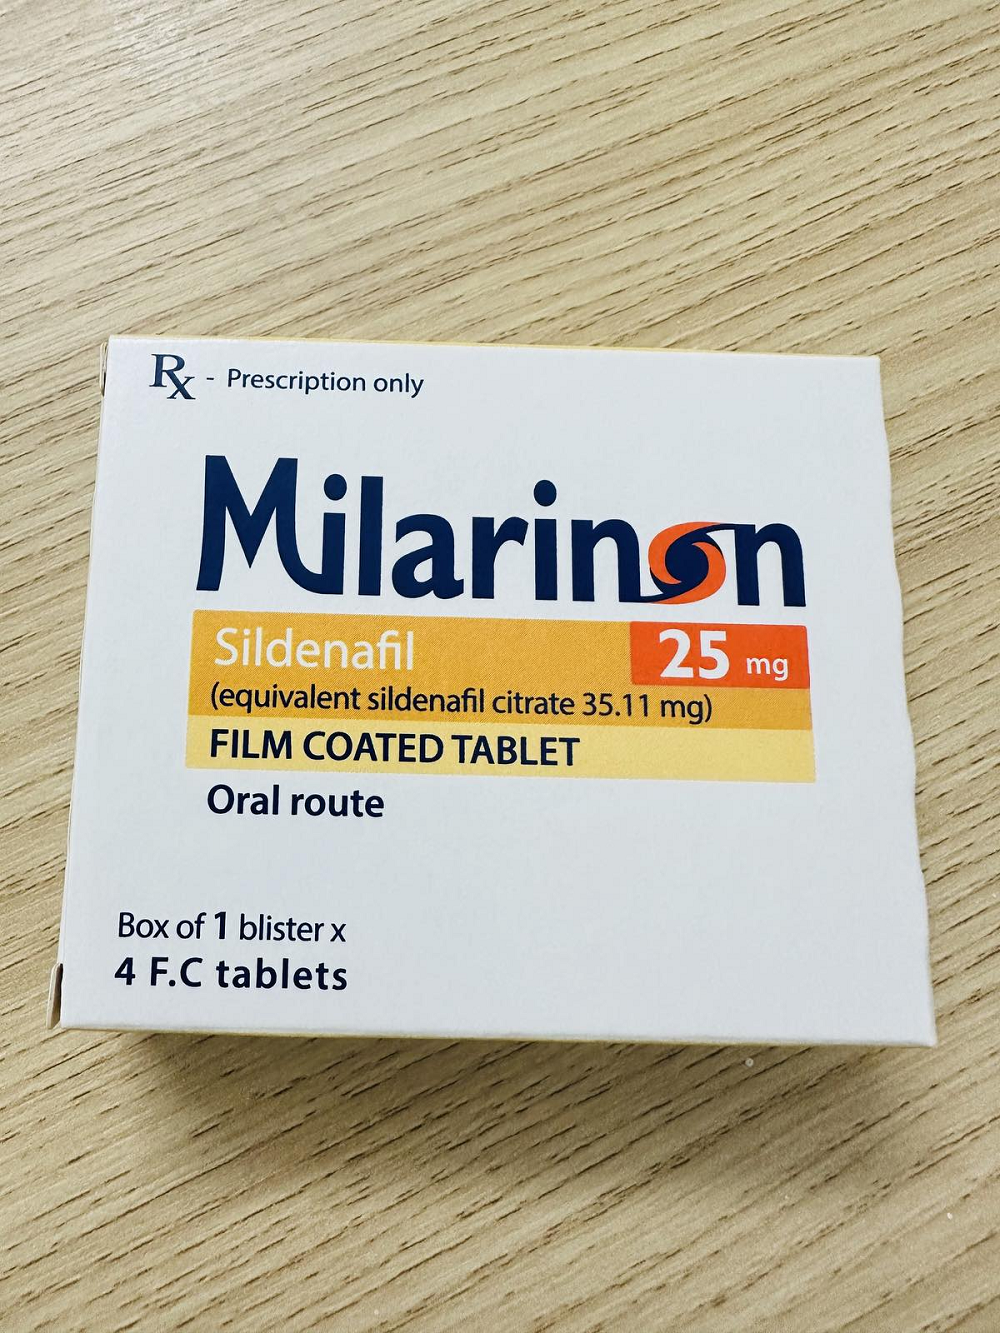 Rx - Prescription only
Milarinon
Sildenafil 25 mg
(equivalent sildenafil citrate 35.11 mg)
FILM COATED TABLET
Oral route
Box of 1 blister x
4 F.C tablets